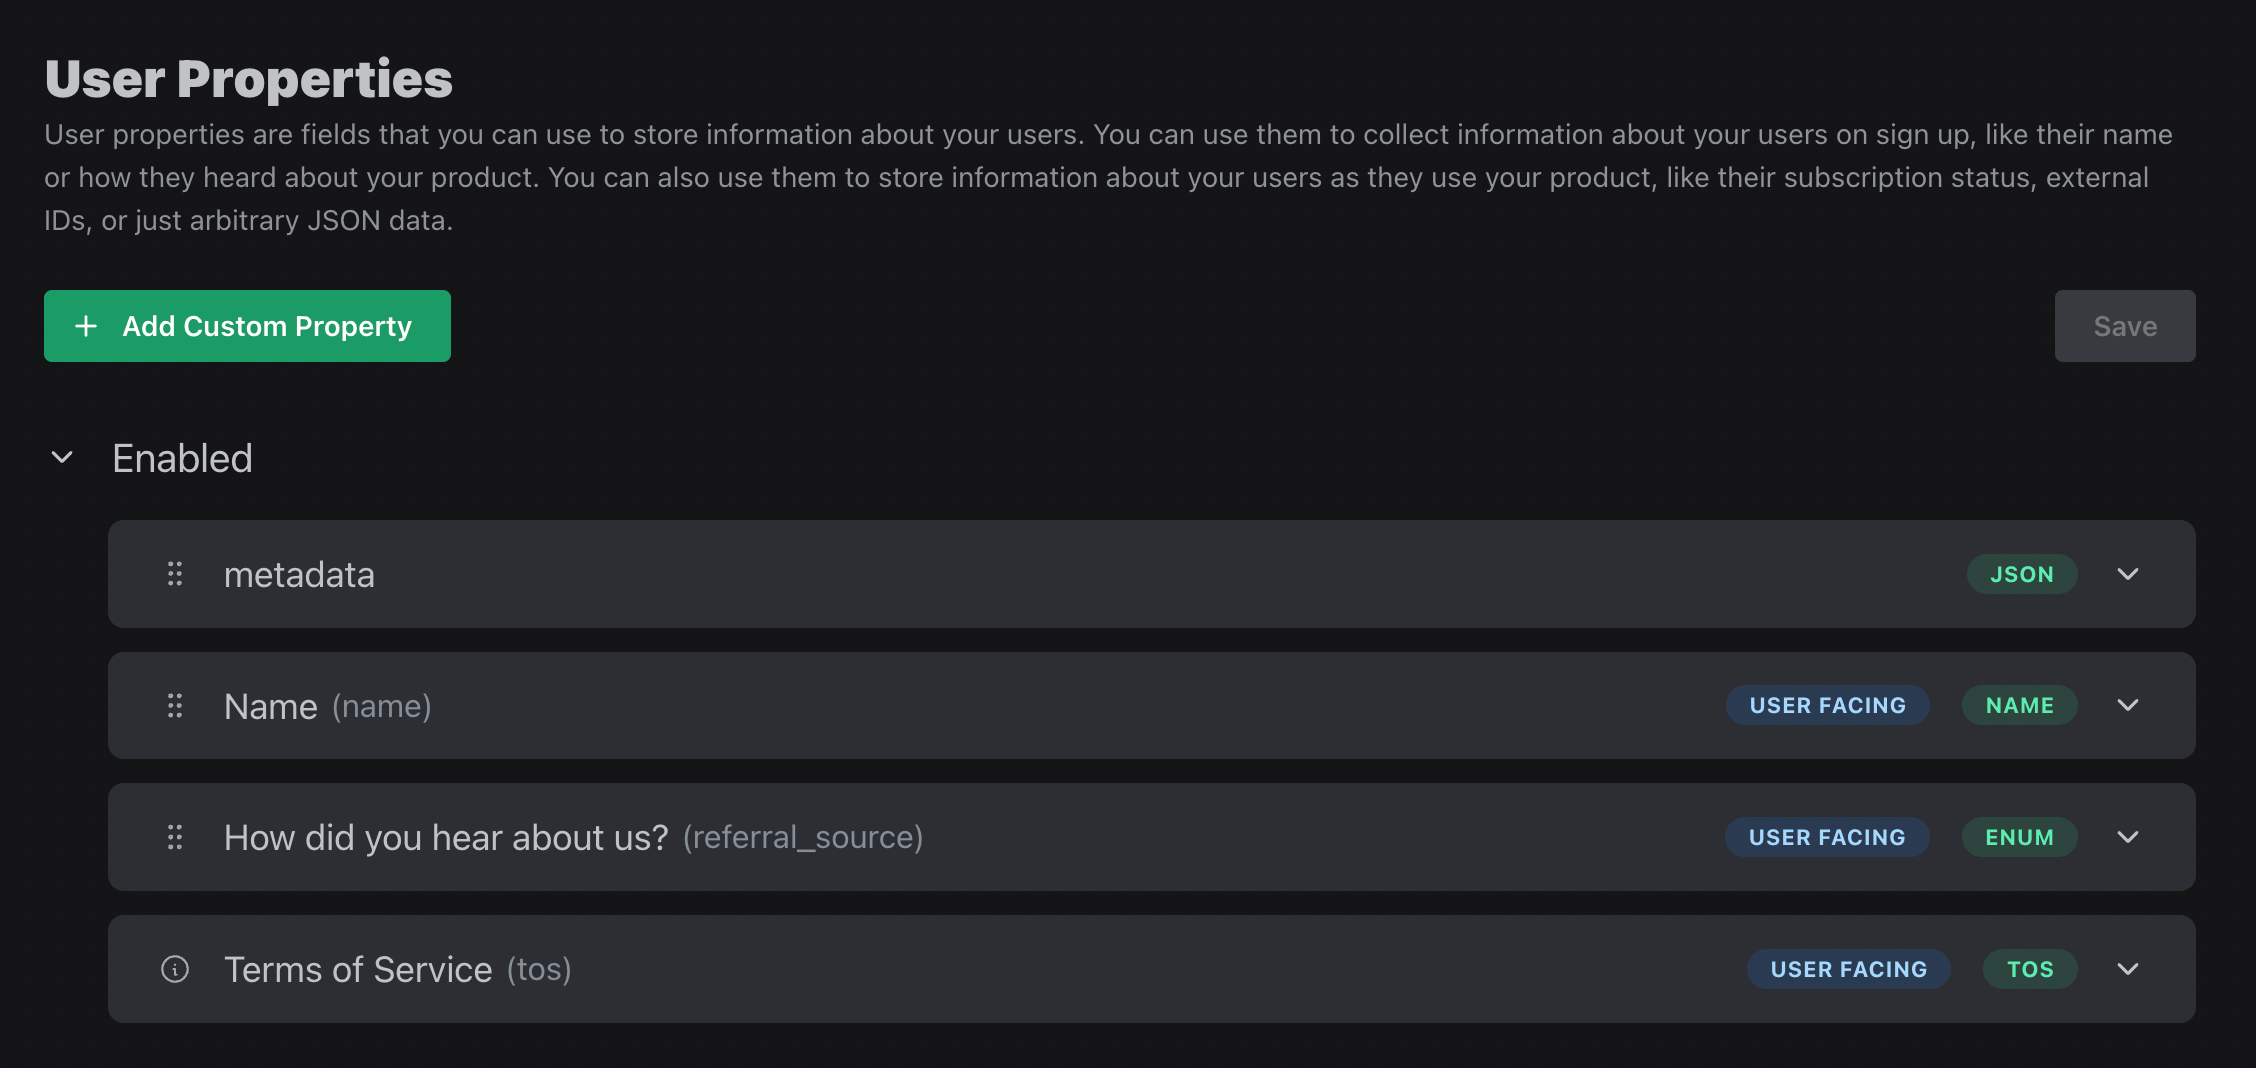 User Properties
User properties are fields that you can use to store information about your users. You can use them to collect information about your users on sign up, like their name
or how they heard about your product. You can also use them to store information about your users as they use your product, like their subscription status, external
IDs, or just arbitrary JSON data.
Add Custom Property
Save
Enabled
metadata JSON
Name (name) USER FACING NAME
How did you hear about us? (referral_source) USER FACING ENUM
Terms of Service (tos) USER FACING TOS